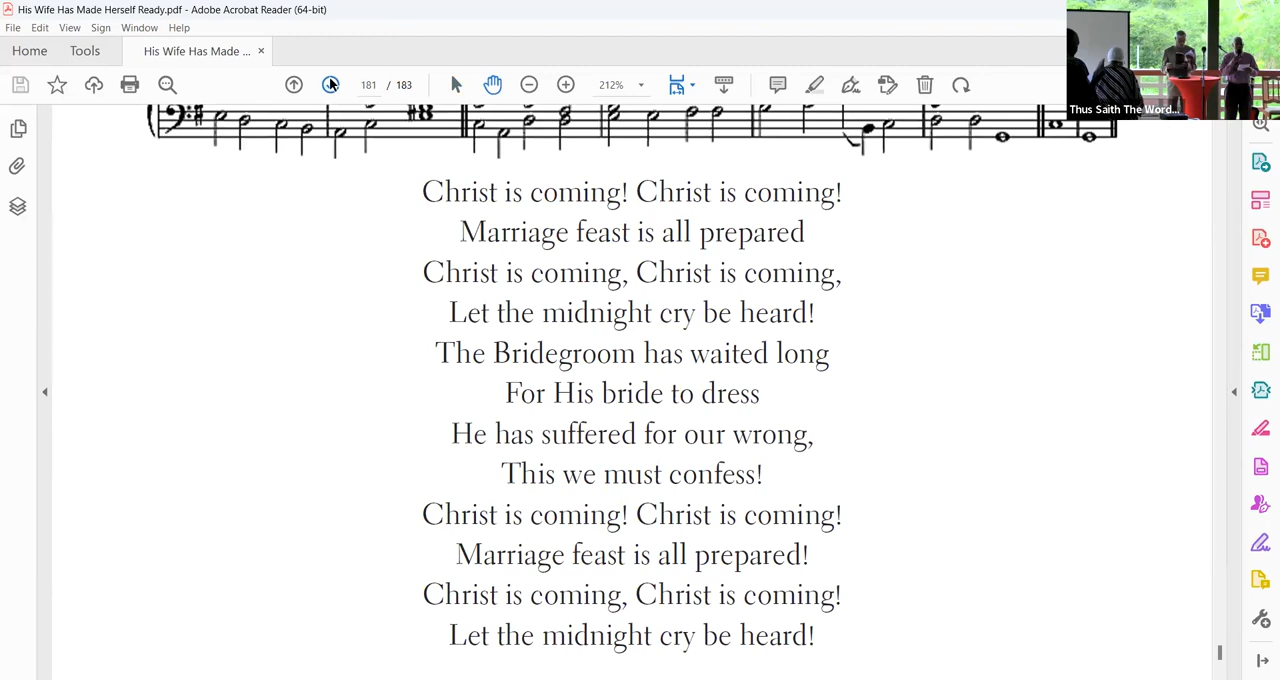 His Wife Has Made Herself Ready.pdf - Adobe Acrobat Reader (64-bit)
File Edit View Sign Window Help
Home Tools His Wife Has Made ... ×
181 / 183 212%
Thus Saith The Word...
Christ is coming! Christ is coming!
Marriage feast is all prepared
Christ is coming, Christ is coming,
Let the midnight cry be heard!
The Bridegroom has waited long
For His bride to dress
He has suffered for our wrong,
This we must confess!
Christ is coming! Christ is coming!
Marriage feast is all prepared!
Christ is coming, Christ is coming!
Let the midnight cry be heard!